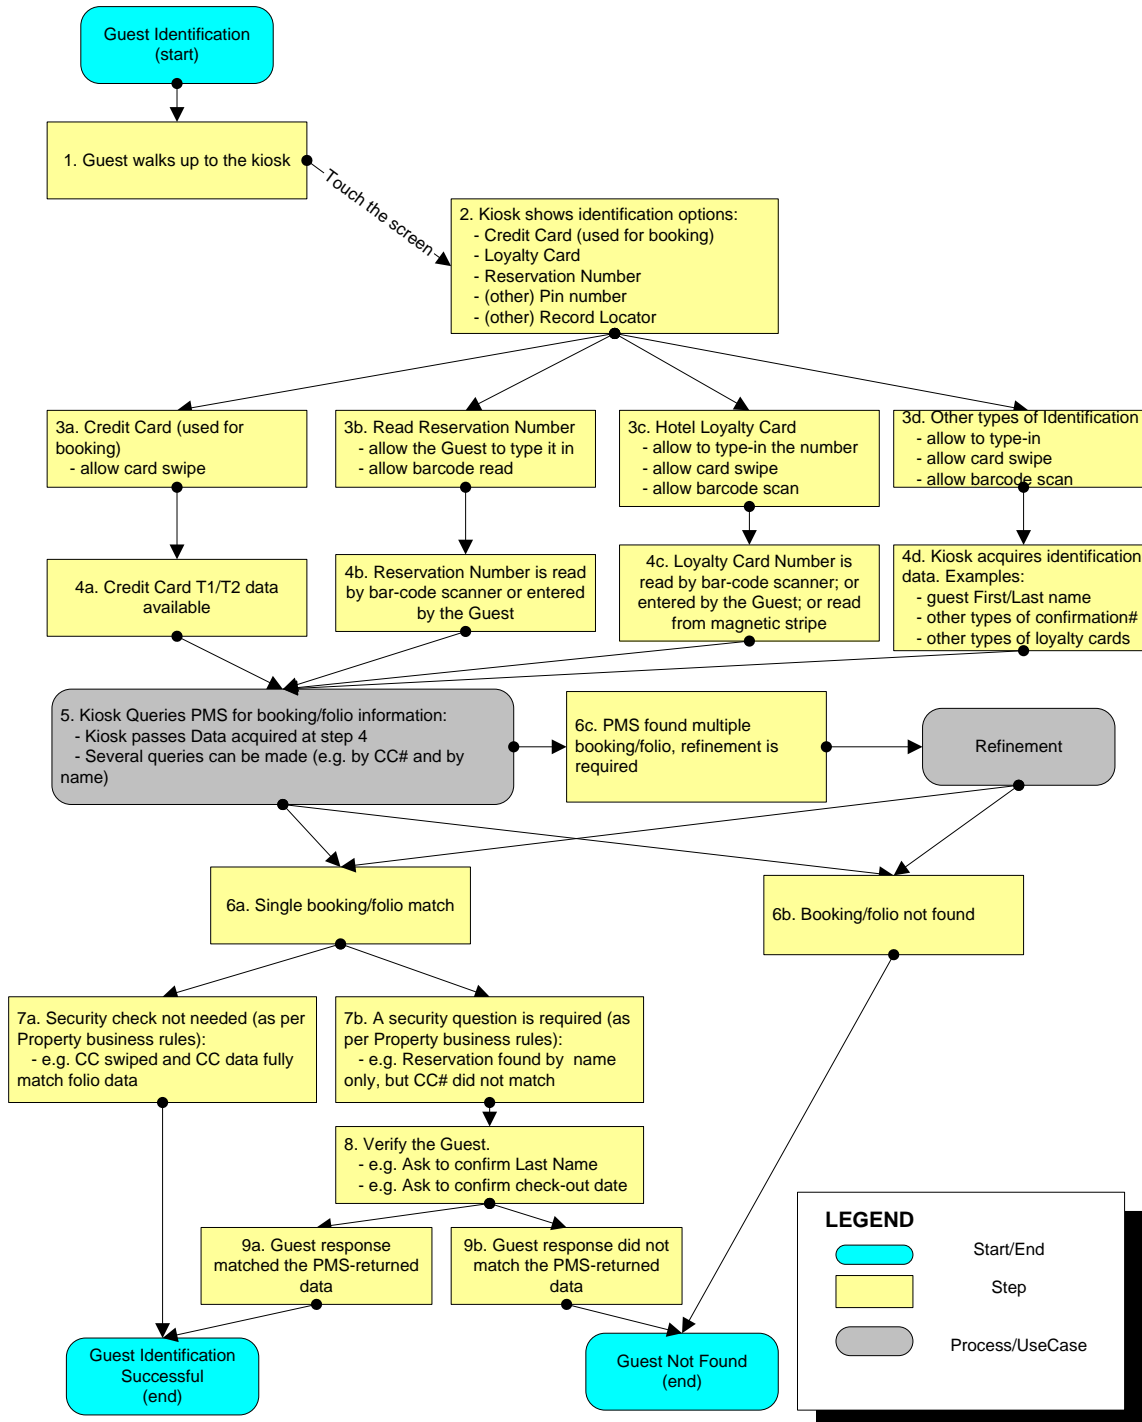 Guest Identification
(start)
1. Guest walks up to the kiosk
Touch the screen
2. Kiosk shows identification options:
- Credit Card (used for booking)
- Loyalty Card
- Reservation Number
- (other) Pin number
- (other) Record Locator
3a. Credit Card (used for
booking)
- allow card swipe
3b. Read Reservation Number
- allow the Guest to type it in
- allow barcode read
3c. Hotel Loyalty Card
- allow to type-in the number
- allow card swipe
- allow barcode scan
3d. Other types of Identification
- allow to type-in
- allow card swipe
- allow barcode scan
4a. Credit Card T1/T2 data
available
4b. Reservation Number is read
by bar-code scanner or entered
by the Guest
4c. Loyalty Card Number is
read by bar-code scanner; or
entered by the Guest; or read
from magnetic stripe
4d. Kiosk acquires identification
data. Examples:
- guest First/Last name
- other types of confirmation#
- other types of loyalty cards
5. Kiosk Queries PMS for booking/folio information:
- Kiosk passes Data acquired at step 4
- Several queries can be made (e.g. by CC# and by
name)
6c. PMS found multiple
booking/folio, refinement is
required
Refinement
6a. Single booking/folio match
6b. Booking/folio not found
7a. Security check not needed (as per
Property business rules):
- e.g. CC swiped and CC data fully
match folio data
7b. A security question is required (as
per Property business rules):
- e.g. Reservation found by name
only, but CC# did not match
8. Verify the Guest.
- e.g. Ask to confirm Last Name
- e.g. Ask to confirm check-out date
9a. Guest response
matched the PMS-returned
data
9b. Guest response did not
match the PMS-returned
data
Guest Identification
Successful
(end)
Guest Not Found
(end)
LEGEND
Start/End
Step
Process/UseCase